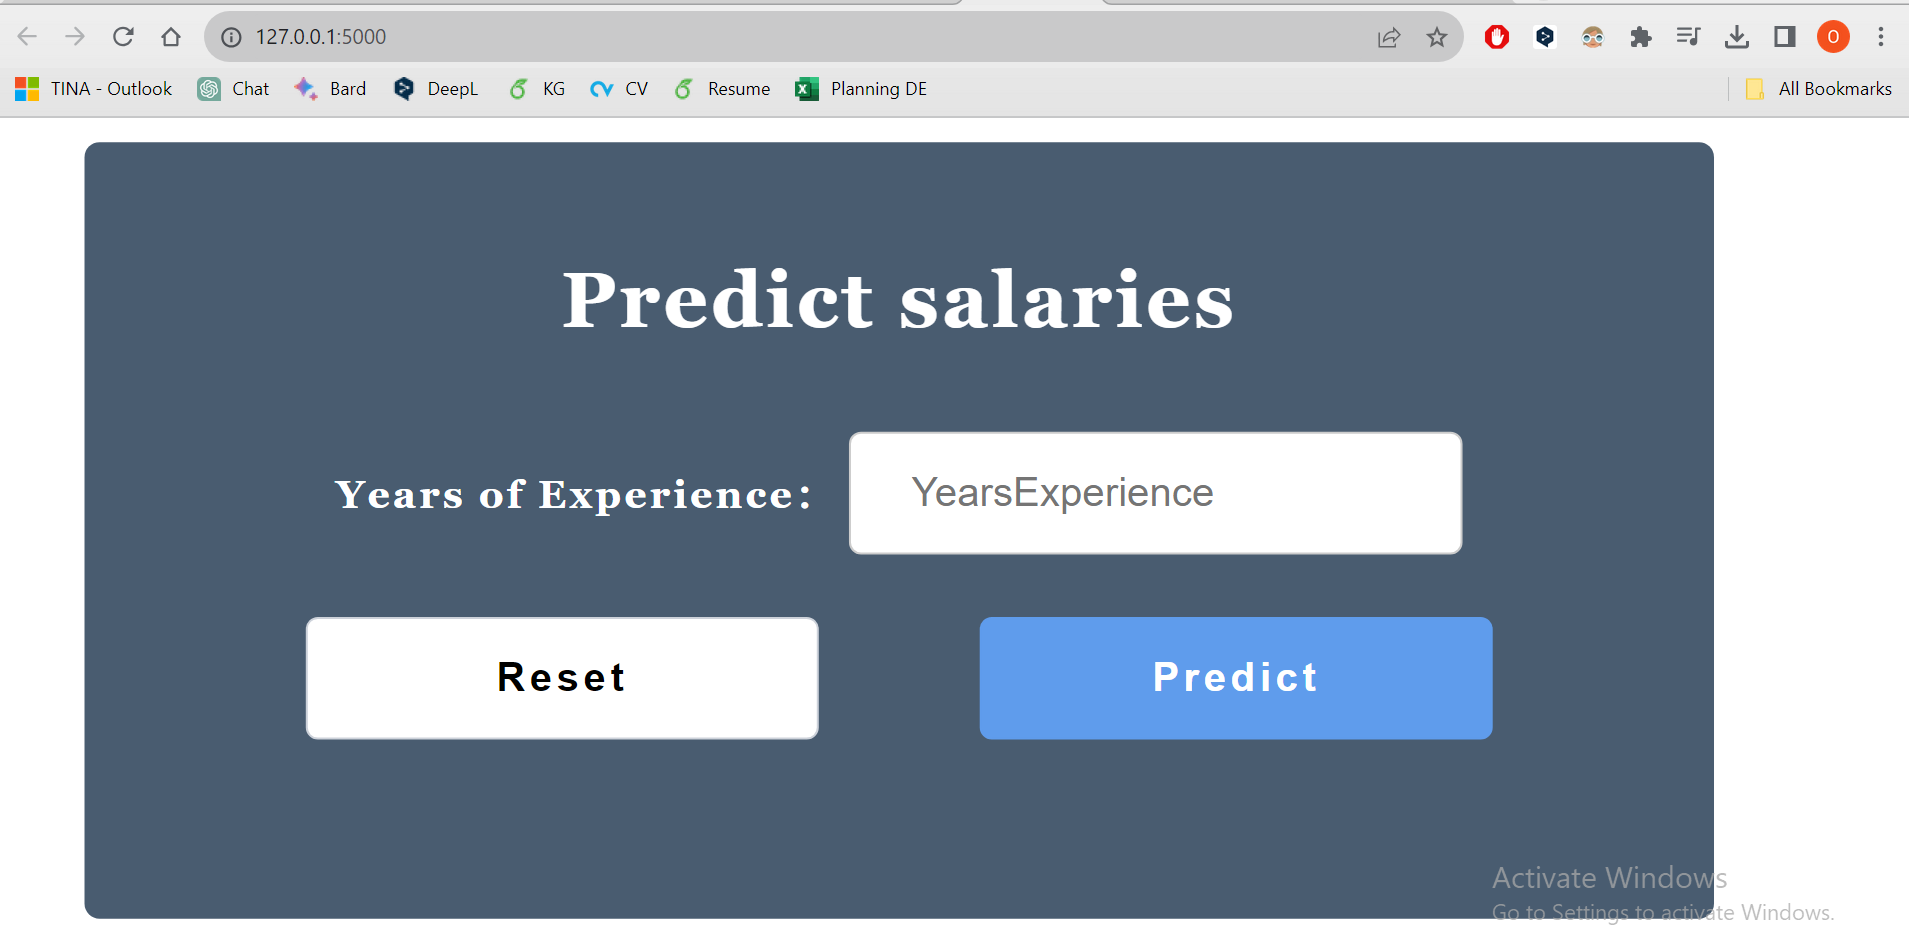 127.0.0.1:5000
O
TINA - Outlook Chat Bard DeepL KG CV Resume Planning DE All Bookmarks
Predict salaries
Years of Experience: YearsExperience
Reset Predict
Activate Windows
Go to Settings to activate Windows.